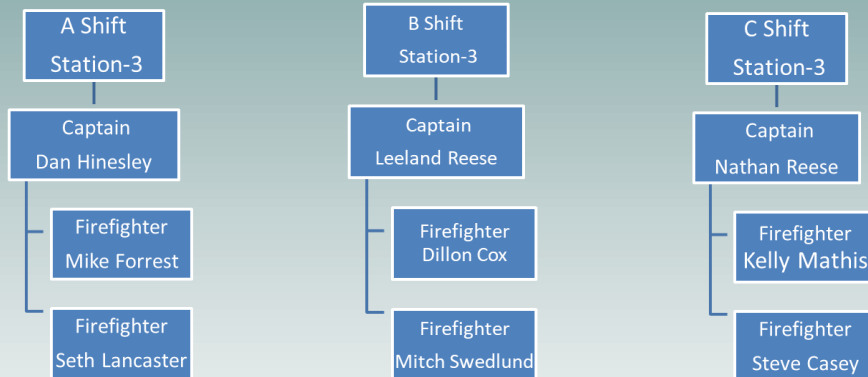 A Shift
Station-3
Captain
Dan Hinesley
Firefighter
Mike Forrest
Firefighter
Seth Lancaster
B Shift
Station-3
Captain
Leeland Reese
Firefighter
Dillon Cox
Firefighter
Mitch Swedlund
C Shift
Station-3
Captain
Nathan Reese
Firefighter
Kelly Mathis
Firefighter
Steve Casey